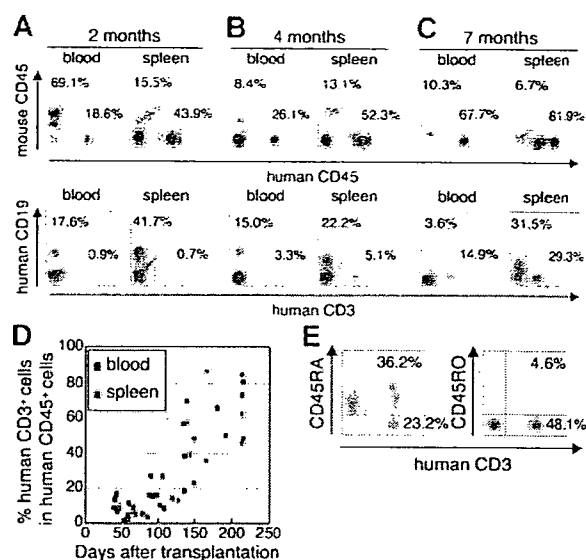 A B C
2 months 4 months 7 months
blood spleen blood spleen blood spleen
mouse CD45
69.1% 15.5% 8.4% 13.1% 10.3% 6.7%
18.6% 43.9% 26.1% 52.3% 67.7% 81.9%
human CD45
blood spleen blood spleen blood spleen
human CD19
17.6% 41.7% 15.0% 22.2% 3.6% 31.5%
0.9% 0.7% 3.3% 5.1% 14.9% 29.3%
human CD3
D
% human CD3+ cells
in human CD45+ cells
100
80
60
40
20
0
blood
spleen
0 50 100 150 200 250
Days after transplantation
E
CD45RA
36.2%
23.2%
CD45RO
4.6%
48.1%
human CD3